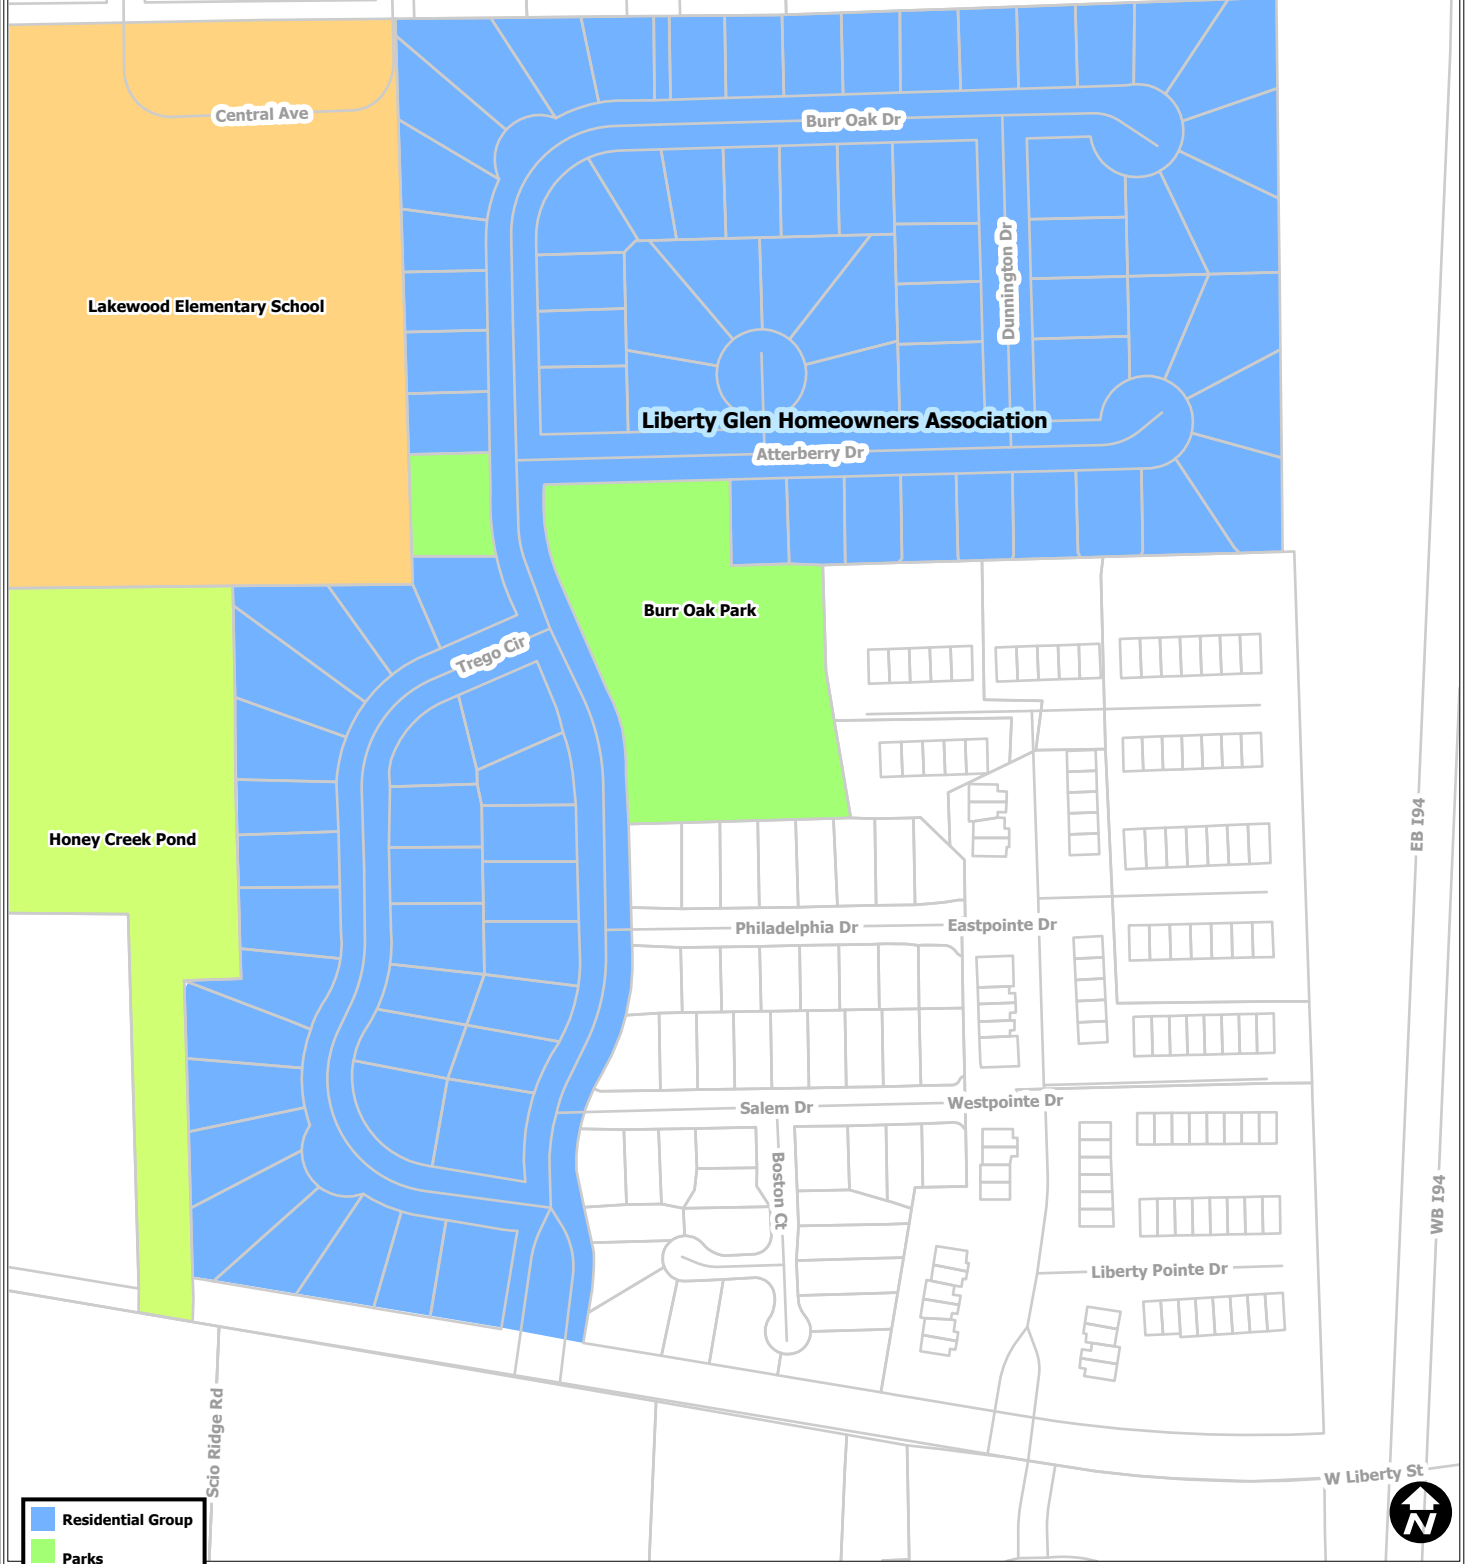 Central Ave
Burr Oak Dr
Dunnington Dr
Lakewood Elementary School
Liberty Glen Homeowners Association
Atterberry Dr
Burr Oak Park
Trego Cir
Honey Creek Pond
EB I94
Philadelphia Dr
Eastpointe Dr
Salem Dr
Westpointe Dr
Boston Ct
WB I94
Liberty Pointe Dr
Scio Ridge Rd
W Liberty St
N
Residential Group
Parks